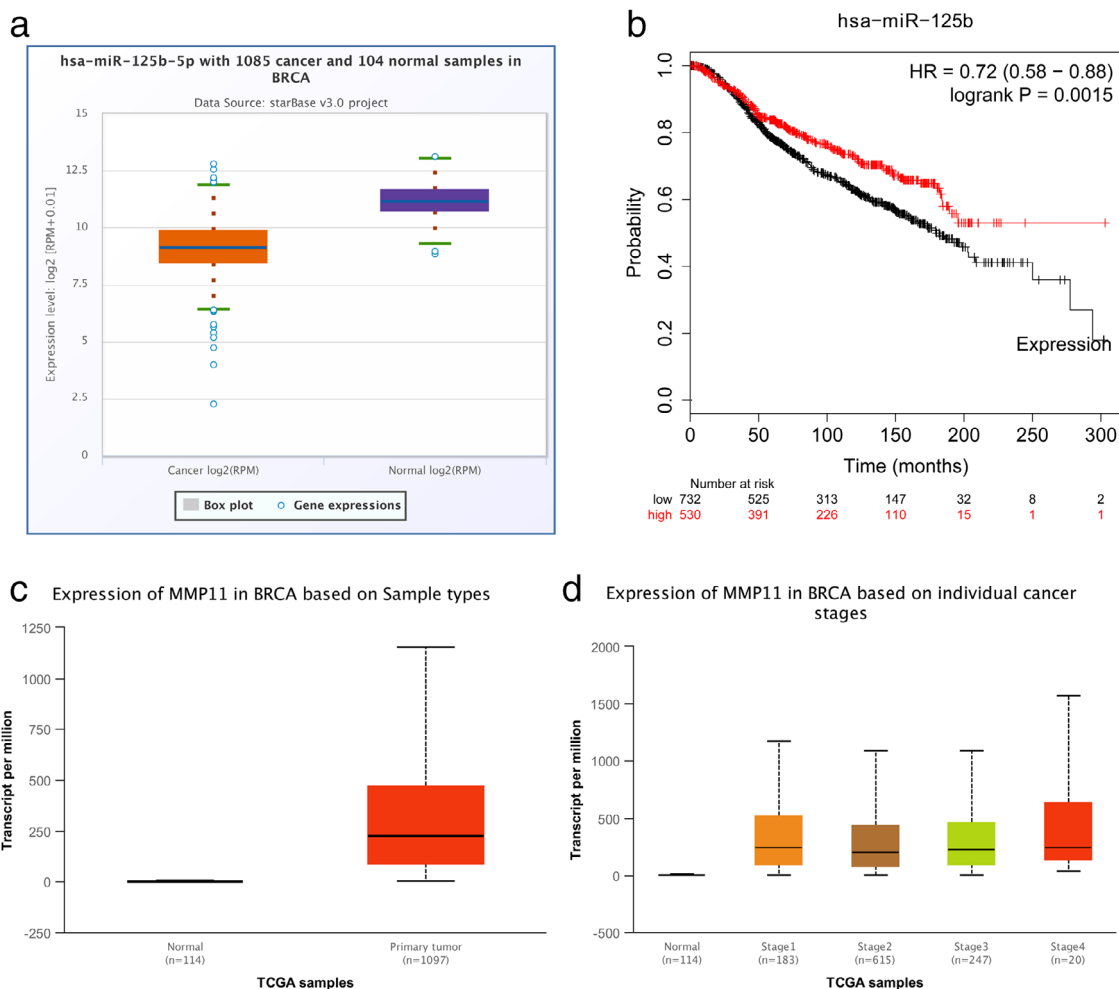 a
hsa-miR-125b-5p with 1085 cancer and 104 normal samples in
BRCA
Data Source: starBase v3.0 project
Expression level: log2 [RPM+0.01]
15
12.5
10
7.5
5
2.5
0
Cancer log2(RPM)
Normal log2(RPM)
Box plot
Gene expressions
b
hsa−miR−125b
HR = 0.72 (0.58 − 0.88)
logrank P = 0.0015
Probability
1.0
0.8
0.6
0.4
0.2
0.0
Expression
0 50 100 150 200 250 300
Time (months)
Number at risk
low 732 525 313 147 32 8 2
high 530 391 226 110 15 1 1
c
Expression of MMP11 in BRCA based on Sample types
Transcript per million
1250
1000
750
500
250
0
-250
Normal
(n=114)
Primary tumor
(n=1097)
TCGA samples
d
Expression of MMP11 in BRCA based on individual cancer
stages
Transcript per million
2000
1500
1000
500
0
-500
Normal
(n=114)
Stage1
(n=183)
Stage2
(n=615)
Stage3
(n=247)
Stage4
(n=20)
TCGA samples